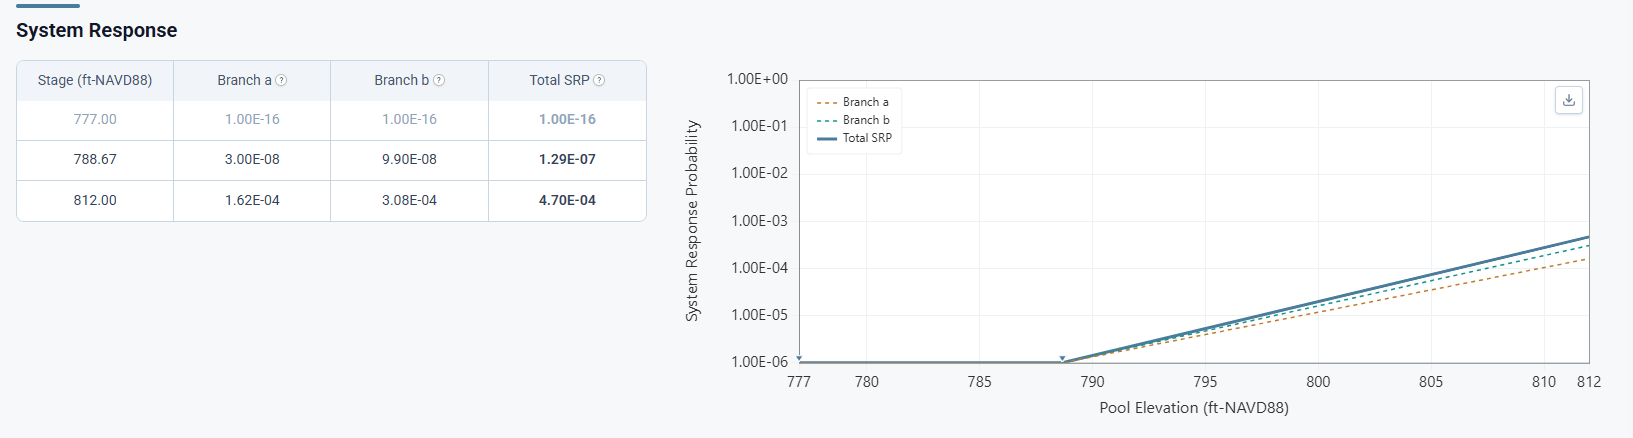 System Response
Stage (ft-NAVD88) Branch a ? Branch b ? Total SRP ?
777.00 1.00E-16 1.00E-16 1.00E-16
788.67 3.00E-08 9.90E-08 1.29E-07
812.00 1.62E-04 3.08E-04 4.70E-04
System Response Probability
1.00E+00
1.00E-01
1.00E-02
1.00E-03
1.00E-04
1.00E-05
1.00E-06
Branch a
Branch b
Total SRP
777 780 785 790 795 800 805 810 812
Pool Elevation (ft-NAVD88)